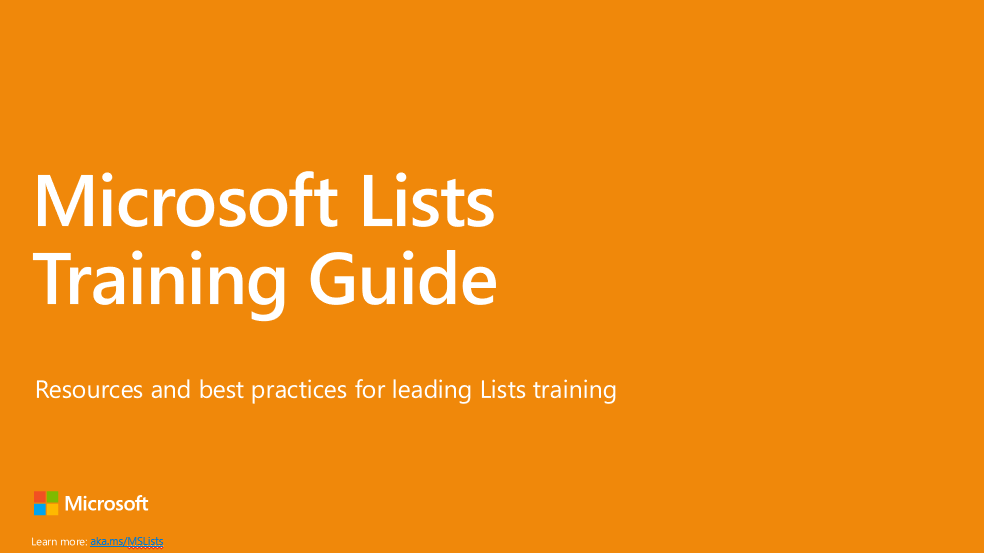 Microsoft Lists
Training Guide
Resources and best practices for leading Lists training
Microsoft
Learn more: aka.ms/MSLists